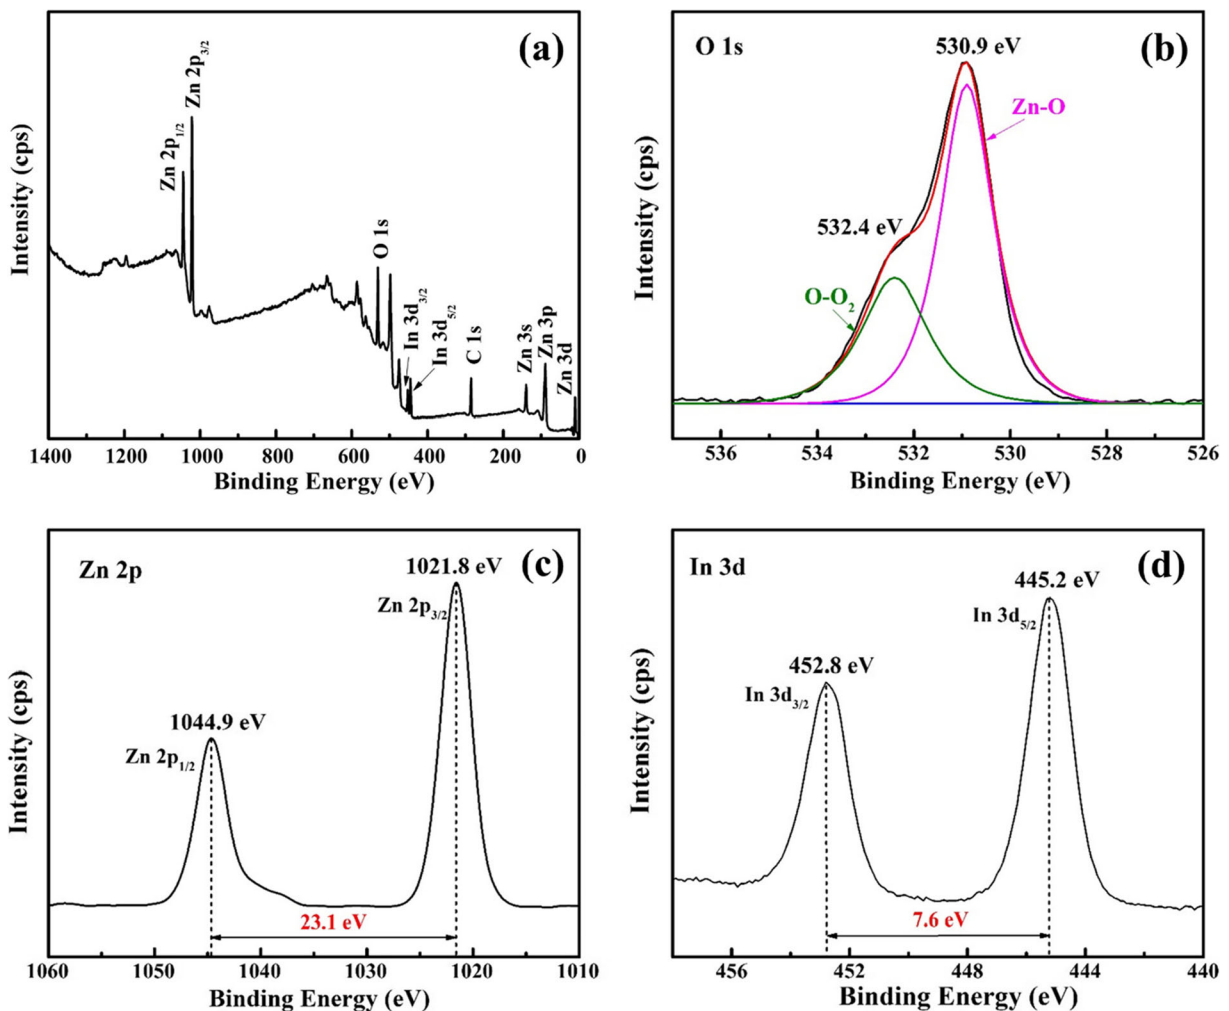 (a)
Zn 2p3/2
Zn 2p1/2
O 1s
In 3d3/2
In 3d5/2
C 1s
Zn 3s
Zn 3p
Zn 3d
Intensity (cps)
1400 1200 1000 800 600 400 200 0
Binding Energy (eV)
O 1s
530.9 eV
(b)
Zn-O
532.4 eV
O-O2
Intensity (cps)
536 534 532 530 528 526
Binding Energy (eV)
Zn 2p
1021.8 eV
(c)
Zn 2p3/2
1044.9 eV
Zn 2p1/2
23.1 eV
Intensity (cps)
1060 1050 1040 1030 1020 1010
Binding Energy (eV)
In 3d
445.2 eV
(d)
In 3d5/2
452.8 eV
In 3d3/2
7.6 eV
Intensity (cps)
456 452 448 444 440
Binding Energy (eV)